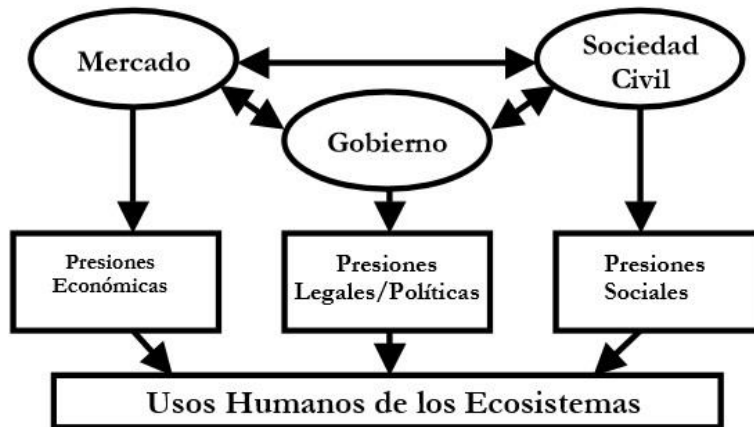 Mercado
Sociedad
Civil
Gobierno
Presiones
Económicas
Presiones
Legales/Políticas
Presiones
Sociales
Usos Humanos de los Ecosistemas